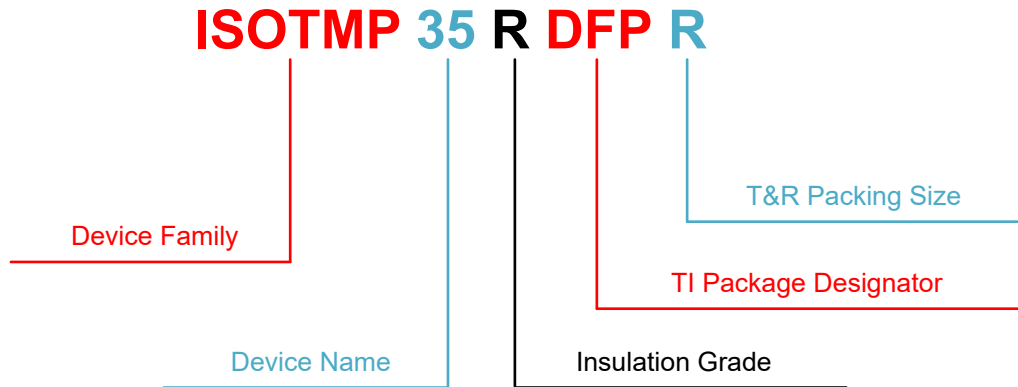 ISOTMP 35 R DFP R
T&R Packing Size
Device Family
TI Package Designator
Device Name
Insulation Grade